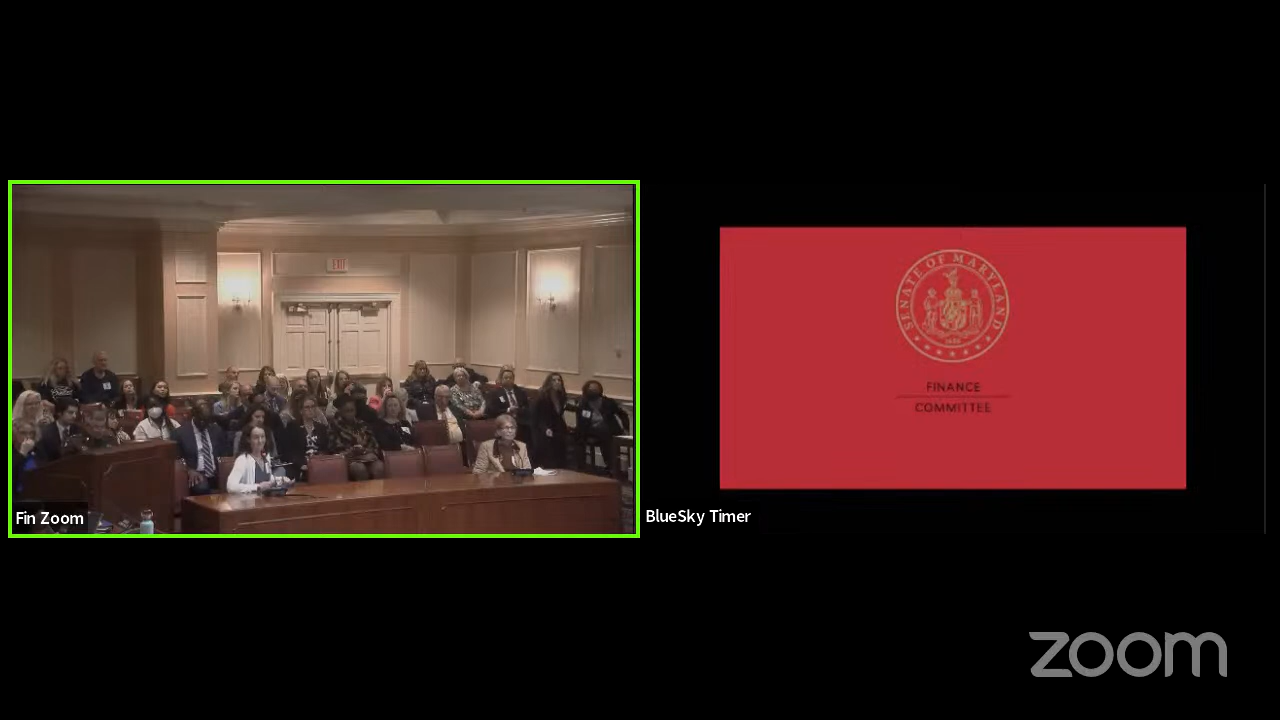 EXIT
Fin Zoom
SENATE OF MARYLAND
FINANCE
COMMITTEE
BlueSky Timer
zoom